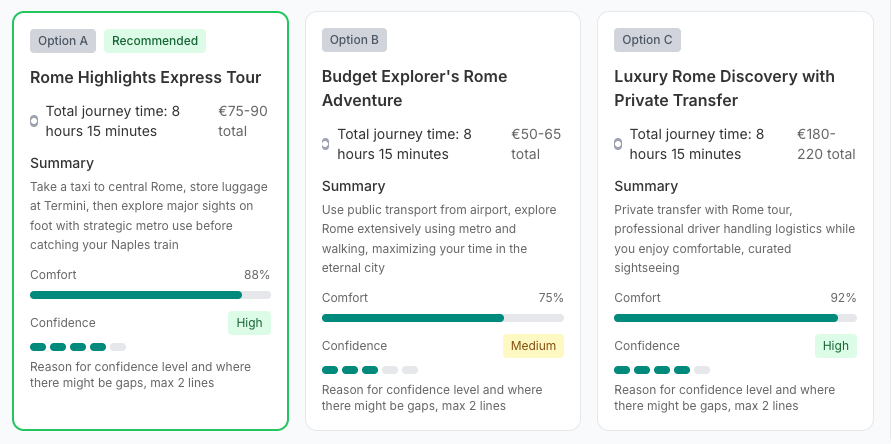 Option A
Recommended
Rome Highlights Express Tour
Total journey time: 8
hours 15 minutes
€75-90
total
Summary
Take a taxi to central Rome, store luggage
at Termini, then explore major sights on
foot with strategic metro use before
catching your Naples train
Comfort
88%
Confidence
High
Reason for confidence level and where
there might be gaps, max 2 lines
Option B
Budget Explorer's Rome
Adventure
Total journey time: 8
hours 15 minutes
€50-65
total
Summary
Use public transport from airport, explore
Rome extensively using metro and
walking, maximizing your time in the
eternal city
Comfort
75%
Confidence
Medium
Reason for confidence level and where
there might be gaps, max 2 lines
Option C
Luxury Rome Discovery with
Private Transfer
Total journey time: 8
hours 15 minutes
€180-
220 total
Summary
Private transfer with Rome tour,
professional driver handling logistics while
you enjoy comfortable, curated
sightseeing
Comfort
92%
Confidence
High
Reason for confidence level and where
there might be gaps, max 2 lines